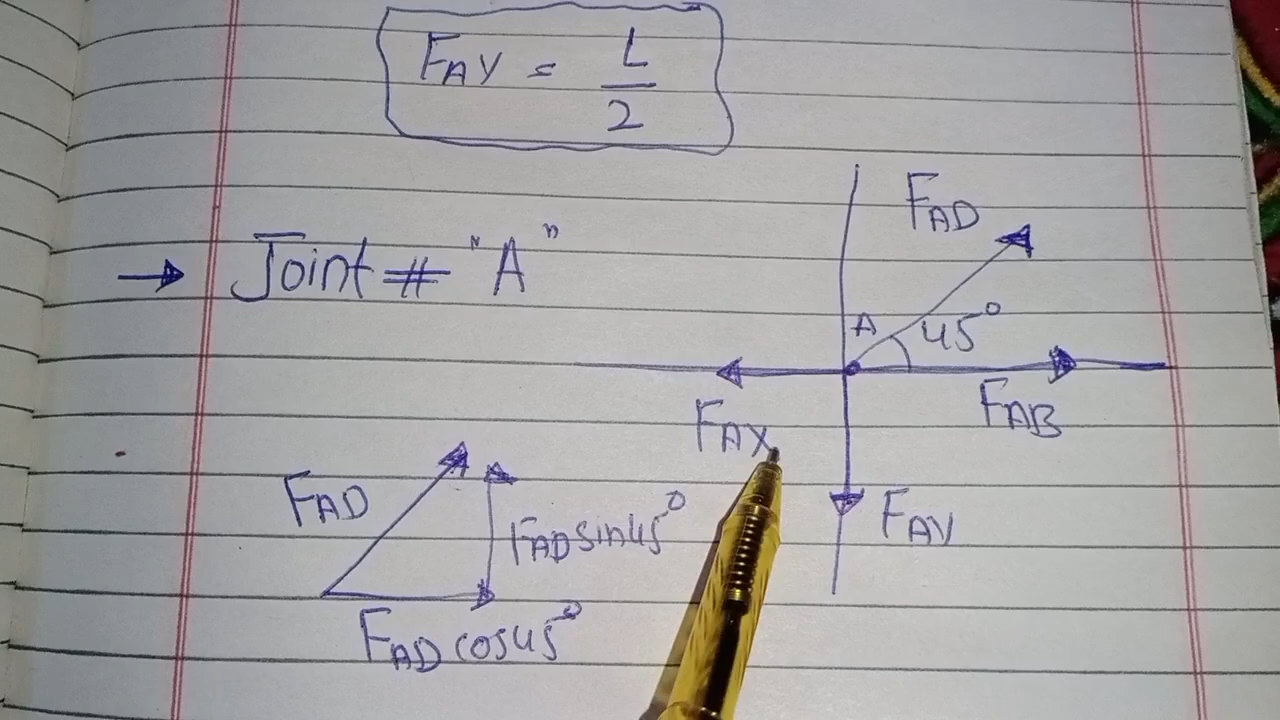 FAY = L/2
→ Joint # "A"
FAD
A
45°
FAB
FAX
FAY
FAD
FAD sin45°
FAD cos45°